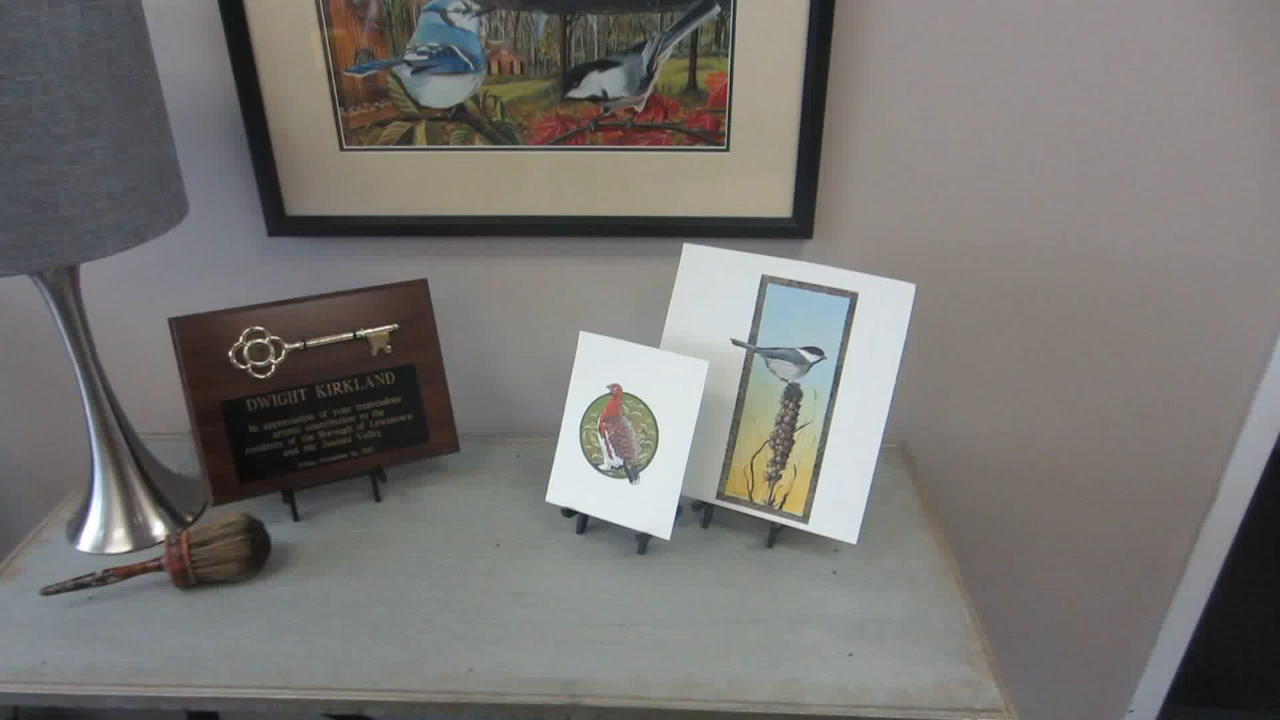 DWIGHT KIRKLAND
In appreciation of your tremendous
artistic contribution to the
residents of the Borough of Lewistown
and the Juniata Valley